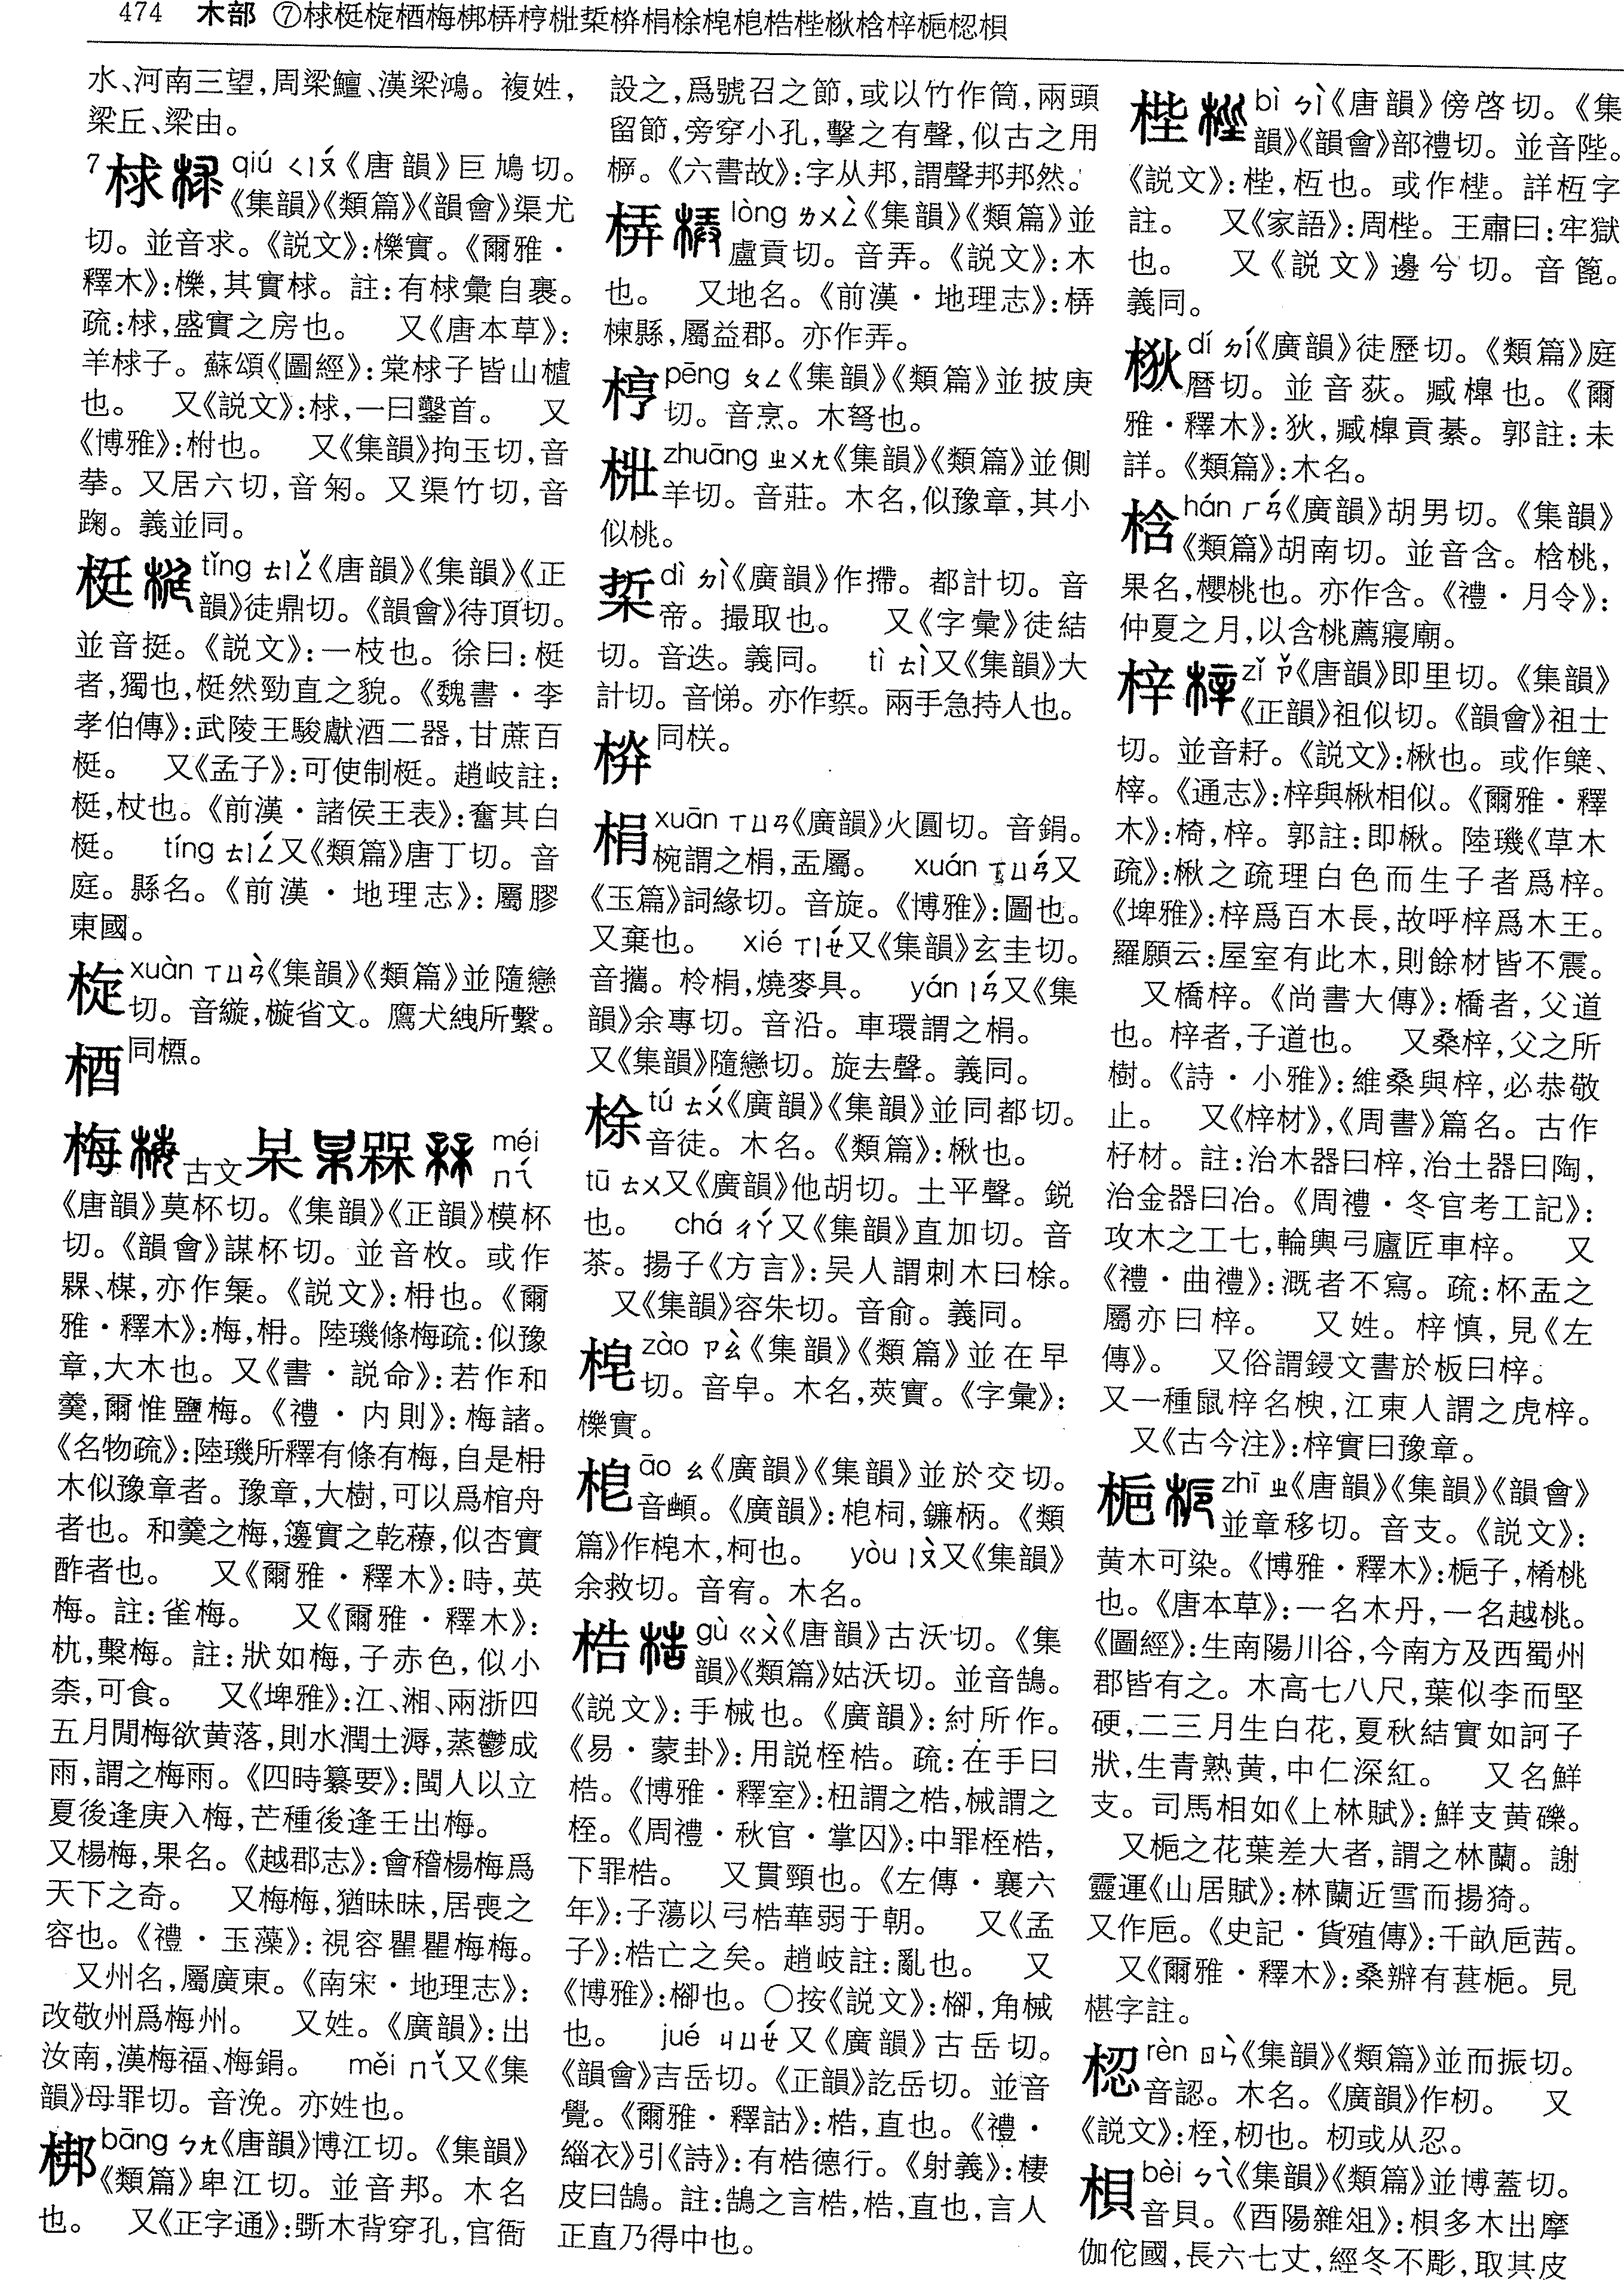 474 木部 ⑦梂梃棇梄梅梆梇梈梉梊栟梋梌梍梎梏梐梑梒梓梔梕梖
水、河南三望，周梁鱣、漢梁鴻。複姓，
梁丘、梁由。
7 梂 qiú ㄑㄧㄡˊ《唐韻》巨鳩切。
《集韻》《類篇》《韻會》渠尤
切。並音求。《説文》：櫟實。《爾雅·
釋木》：櫟，其實梂。註：有梂彙自裹。
疏：梂，盛實之房也。 又《唐本草》：
羊梂子。蘇頌《圖經》：棠梂子皆山樝
也。 又《説文》：梂，一曰鑿首。 又
《博雅》：柎也。 又《集韻》拘玉切，音
挶。又居六切，音匊。又渠竹切，音
踘。義並同。
梃 tǐng ㄊㄧㄥˇ《唐韻》《集韻》《正
韻》徒鼎切。《韻會》待頂切。
並音挺。《説文》：一枝也。徐曰：梃
者，獨也，梃然勁直之貌。《魏書·李
孝伯傳》：武陵王駿獻酒二器，甘蔗百
梃。 又《孟子》：可使制梃。趙岐註：
梃，杖也。《前漢·諸侯王表》：奮其白
梃。 tíng ㄊㄧㄥˊ又《類篇》唐丁切。音
庭。縣名。《前漢·地理志》：屬膠
東國。
xuàn ㄒㄩㄢˋ《集韻》《類篇》並隨戀
切。音縼，檈省文。鷹犬紲所繫。
梄 同槱。
梅 古文呆槑 méi
ㄇㄟˊ
《唐韻》莫杯切。《集韻》《正韻》模杯
切。《韻會》謀杯切。並音枚。或作
楳，亦作𣒫。《説文》：枏也。《爾
雅·釋木》：梅，枏。陸璣條梅疏：似豫
章，大木也。又《書·説命》：若作和
羹，爾惟鹽梅。《禮·内則》：梅諸。
《名物疏》：陸璣所釋有條有梅，自是枏
木似豫章者。豫章，大樹，可以爲棺舟
者也。和羹之梅，籩實之乾䕩，似杏實
酢者也。 又《爾雅·釋木》：時，英
梅。註：雀梅。 又《爾雅·釋木》：
朹，檕梅。註：狀如梅，子赤色，似小
柰，可食。 又《埤雅》：江、湘、兩浙四
五月閒梅欲黄落，則水潤土溽，蒸鬱成
雨，謂之梅雨。《四時纂要》：閩人以立
夏後逢庚入梅，芒種後逢壬出梅。
又楊梅，果名。《越郡志》：會稽楊梅爲
天下之奇。 又梅梅，猶昧昧，居喪之
容也。《禮·玉藻》：視容瞿瞿梅梅。
又州名，屬廣東。《南宋·地理志》：
改敬州爲梅州。 又姓。《廣韻》：出
汝南，漢梅福、梅鋗。 měi ㄇㄟˇ又《集
韻》母罪切。音浼。亦姓也。
梆 bāng ㄅㄤ《唐韻》博江切。《集韻》
《類篇》卑江切。並音邦。木名
也。 又《正字通》：斲木背穿孔，官衙
設之，爲號召之節，或以竹作筒，兩頭
留節，旁穿小孔，擊之有聲，似古之用
㭓。《六書故》：字从邦，謂聲邦邦然。
梇 lòng ㄌㄨㄥˋ《集韻》《類篇》並
盧貢切。音弄。《説文》：木
也。 又地名。《前漢·地理志》：梇
棟縣，屬益郡。亦作弄。
梈 pēng ㄆㄥ《集韻》《類篇》並披庚
切。音烹。木弩也。
梉 zhuāng ㄓㄨㄤ《集韻》《類篇》並側
羊切。音莊。木名，似豫章，其小
似桃。
梊 dì ㄉㄧˋ《廣韻》作㨒。都計切。音
帝。撮取也。 又《字彙》徒結
切。音迭。義同。 tì ㄊㄧˋ又《集韻》大
計切。音悌。亦作㨖。兩手急持人也。
同栚。
梋 xuān ㄒㄩㄢ《廣韻》火圓切。音鋗。
椀謂之梋，盂屬。 xuán ㄒㄩㄢˊ又
《玉篇》詞緣切。音旋。《博雅》：圖也。
又棄也。 xié ㄒㄧㄝˊ又《集韻》玄圭切。
音攜。柃梋，燒麥具。 yán ㄧㄢˊ又《集
韻》余專切。音沿。車環謂之梋。
又《集韻》隨戀切。旋去聲。義同。
梌 tú ㄊㄨˊ《廣韻》《集韻》並同都切。
音徒。木名。《類篇》：楸也。
tū ㄊㄨ又《廣韻》他胡切。土平聲。鋭
也。 chá ㄔㄚˊ又《集韻》直加切。音
茶。揚子《方言》：吴人謂刺木曰梌。
又《集韻》容朱切。音俞。義同。
梍 zào ㄗㄠˋ《集韻》《類篇》並在早
切。音皁。木名，莢實。《字彙》：
櫟實。
梎 āo ㄠ《廣韻》《集韻》並於交切。
音䫜。《廣韻》：梎柌，鎌柄。《類
篇》作梍木，柯也。 yòu ㄧㄡˋ又《集韻》
余救切。音宥。木名。
梏 gù ㄍㄨˋ《唐韻》古沃切。《集
韻》《類篇》姑沃切。並音鵠。
《説文》：手械也。《廣韻》：紂所作。
《易·蒙卦》：用説桎梏。疏：在手曰
梏。《博雅·釋室》：杻謂之梏，械謂之
桎。《周禮·秋官·掌囚》：中罪桎梏，
下罪梏。 又貫頸也。《左傳·襄六
年》：子蕩以弓梏華弱于朝。 又《孟
子》：梏亡之矣。趙岐註：亂也。 又
《博雅》：㭘也。○按《説文》：㭘，角械
也。 jué ㄐㄩㄝˊ又《廣韻》古岳切。
《韻會》吉岳切。《正韻》訖岳切。並音
覺。《爾雅·釋詁》：梏，直也。《禮·
緇衣》引《詩》：有梏德行。《射義》：棲
皮曰鵠。註：鵠之言梏，梏，直也，言人
正直乃得中也。
梐 bì ㄅㄧˋ《唐韻》傍啓切。《集
韻》《韻會》部禮切。並音陛。
《説文》：梐，枑也。或作㮿。詳枑字
註。 又《家語》：周梐。王肅曰：牢獄
也。 又《説文》邊兮切。音篦。
義同。
梑 dí ㄉㄧˊ《廣韻》徒歷切。《類篇》庭
曆切。並音荻。臧槔也。《爾
雅·釋木》：狄，臧槔貢綦。郭註：未
詳。《類篇》：木名。
梒 hán ㄏㄢˊ《廣韻》胡男切。《集韻》
《類篇》胡南切。並音含。梒桃，
果名，櫻桃也。亦作含。《禮·月令》：
仲夏之月，以含桃薦寢廟。
梓 zǐ ㄗˇ《唐韻》即里切。《集韻》
《正韻》祖似切。《韻會》祖士
切。並音耔。《説文》：楸也。或作榟、
梓。《通志》：梓與楸相似。《爾雅·釋
木》：椅，梓。郭註：即楸。陸璣《草木
疏》：楸之疏理白色而生子者爲梓。
《埤雅》：梓爲百木長，故呼梓爲木王。
羅願云：屋室有此木，則餘材皆不震。
又橋梓。《尚書大傳》：橋者，父道
也。梓者，子道也。 又桑梓，父之所
樹。《詩·小雅》：維桑與梓，必恭敬
止。 又《梓材》，《周書》篇名。古作
杍材。註：治木器曰梓，治土器曰陶，
治金器曰冶。《周禮·冬官考工記》：
攻木之工七，輪輿弓廬匠車梓。 又
《禮·曲禮》：溉者不寫。疏：杯盂之
屬亦曰梓。 又姓。梓慎，見《左
傳》。 又俗謂鋟文書於板曰梓。
又一種鼠梓名楰，江東人謂之虎梓。
又《古今注》：梓實曰豫章。
梔 zhī ㄓ《唐韻》《集韻》《韻會》
並章移切。音支。《説文》：
黄木可染。《博雅·釋木》：梔子，㮋桃
也。《唐本草》：一名木丹，一名越桃。
《圖經》：生南陽川谷，今南方及西蜀州
郡皆有之。木高七八尺，葉似李而堅
硬，二三月生白花，夏秋結實如訶子
狀，生青熟黄，中仁深紅。 又名鮮
支。司馬相如《上林賦》：鮮支黄礫。
又梔之花葉差大者，謂之林蘭。謝
靈運《山居賦》：林蘭近雪而揚猗。
又作巵。《史記·貨殖傳》：千畝巵茜。
又《爾雅·釋木》：桑辦有葚梔。見
椹字註。
梕 rèn ㄖㄣˋ《集韻》《類篇》並而振切。
音認。木名。《廣韻》作杒。 又
《説文》：桎，杒也。杒或从忍。
梖 bèi ㄅㄟˋ《集韻》《類篇》並博蓋切。
音貝。《酉陽雜俎》：梖多木出摩
伽佗國，長六七丈，經冬不彫，取其皮